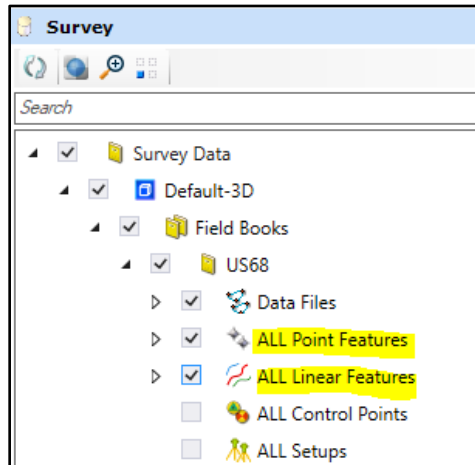 Survey
Search
Survey Data
Default-3D
Field Books
US68
Data Files
ALL Point Features
ALL Linear Features
ALL Control Points
ALL Setups